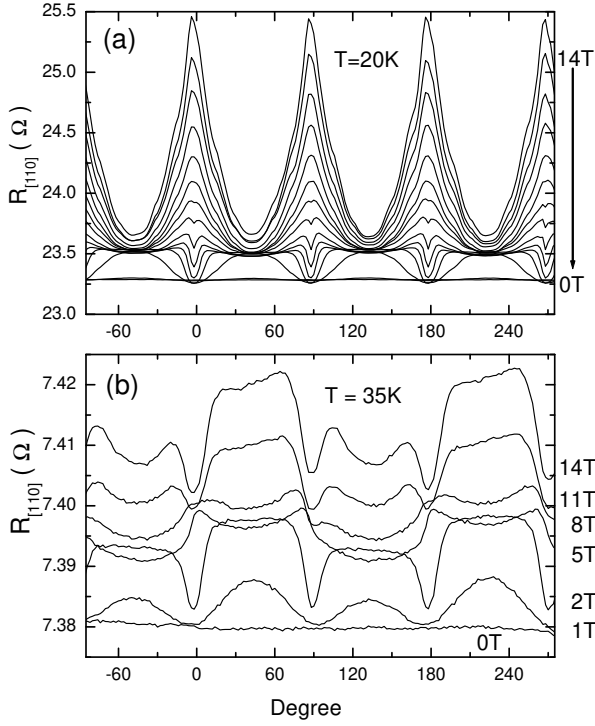 25.5
(a)
T=20K
14T
25.0
24.5
R[110] ( Ω )
24.0
23.5
0T
23.0
-60 0 60 120 180 240
(b)
T = 35K
7.42
7.41
14T
R[110] ( Ω )
11T
7.40
8T
5T
7.39
2T
7.38
1T
0T
-60 0 60 120 180 240
Degree